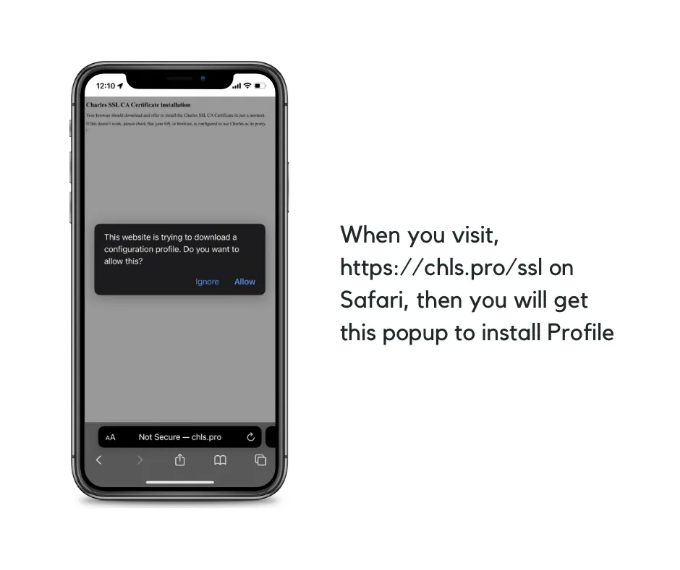 12:10
Charles SSL CA Certificate installation
Your browser should download and offer to install the Charles SSL CA Certificate in just a moment.
If this doesn't work, please check that your
is configured to use Charles as its proxy.
This website is trying to download a
configuration profile. Do you want to
allow this?
Ignore Allow
AA Not Secure — chls.pro
When you visit,
https://chls.pro/ssl on
Safari, then you will get
this popup to install Profile